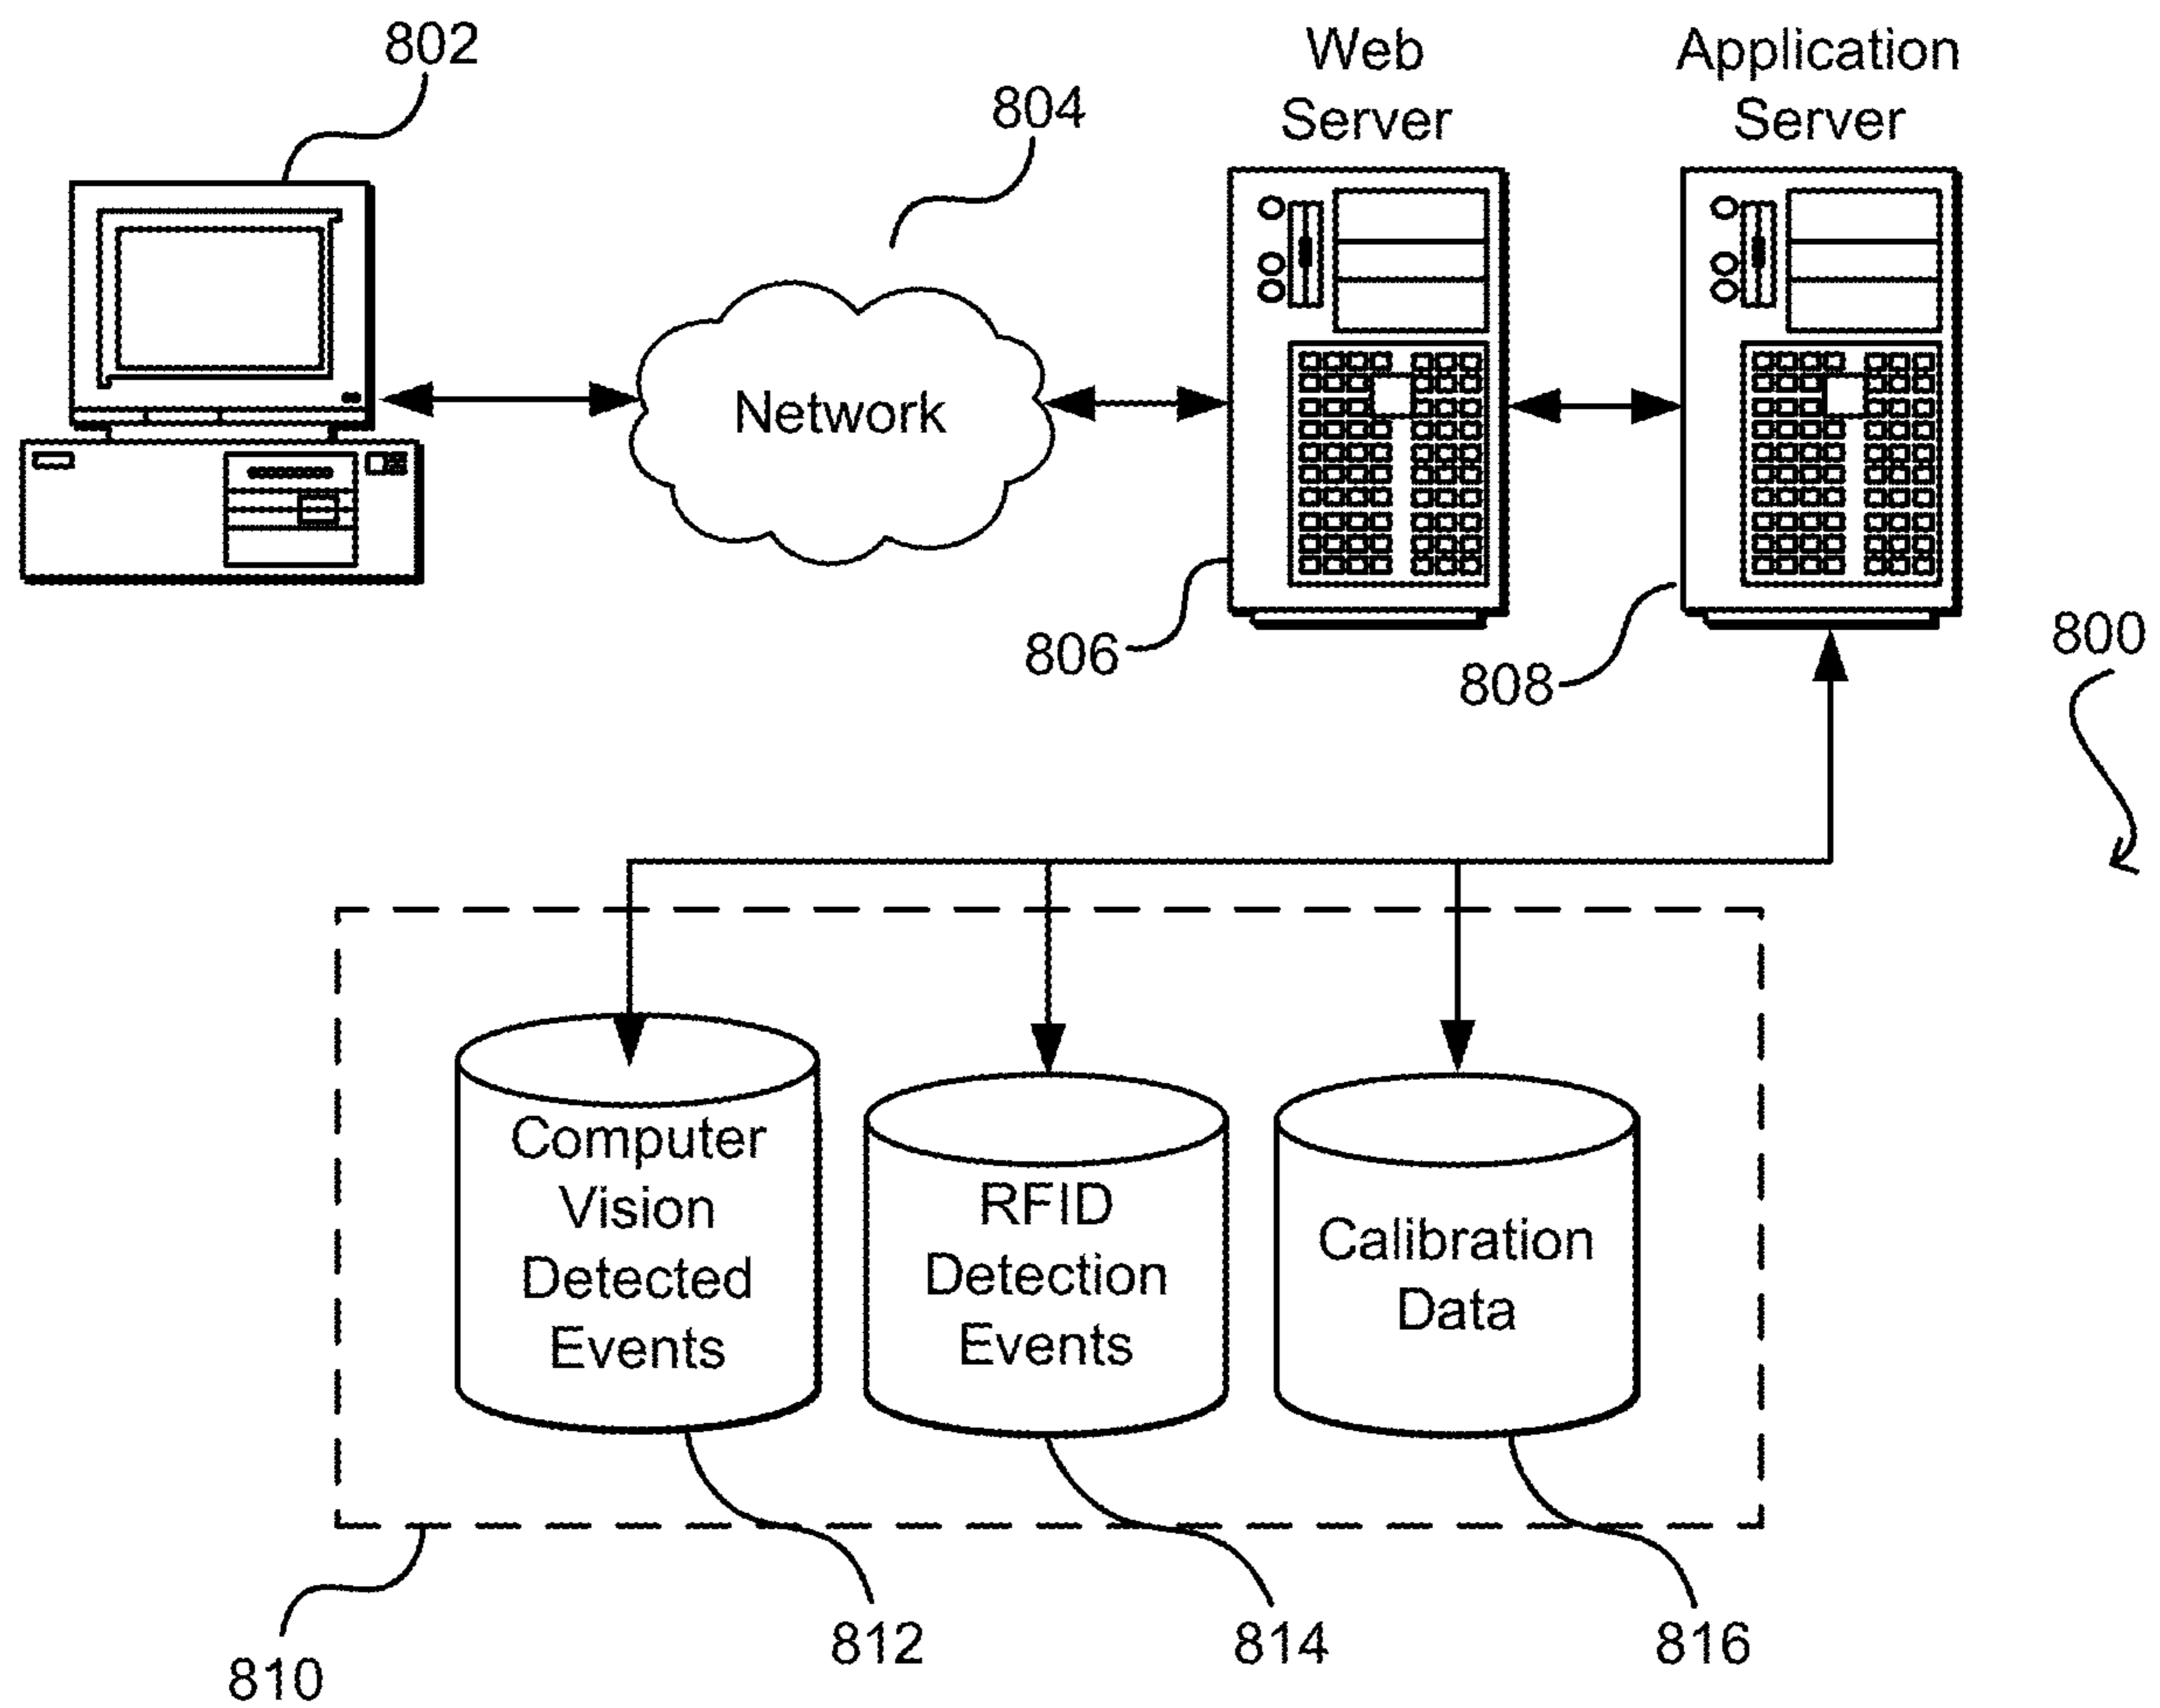 802
804
Web
Server
Application
Server
Network
806
808
800
Computer
Vision
Detected
Events
RFID
Detection
Events
Calibration
Data
810
812
814
816